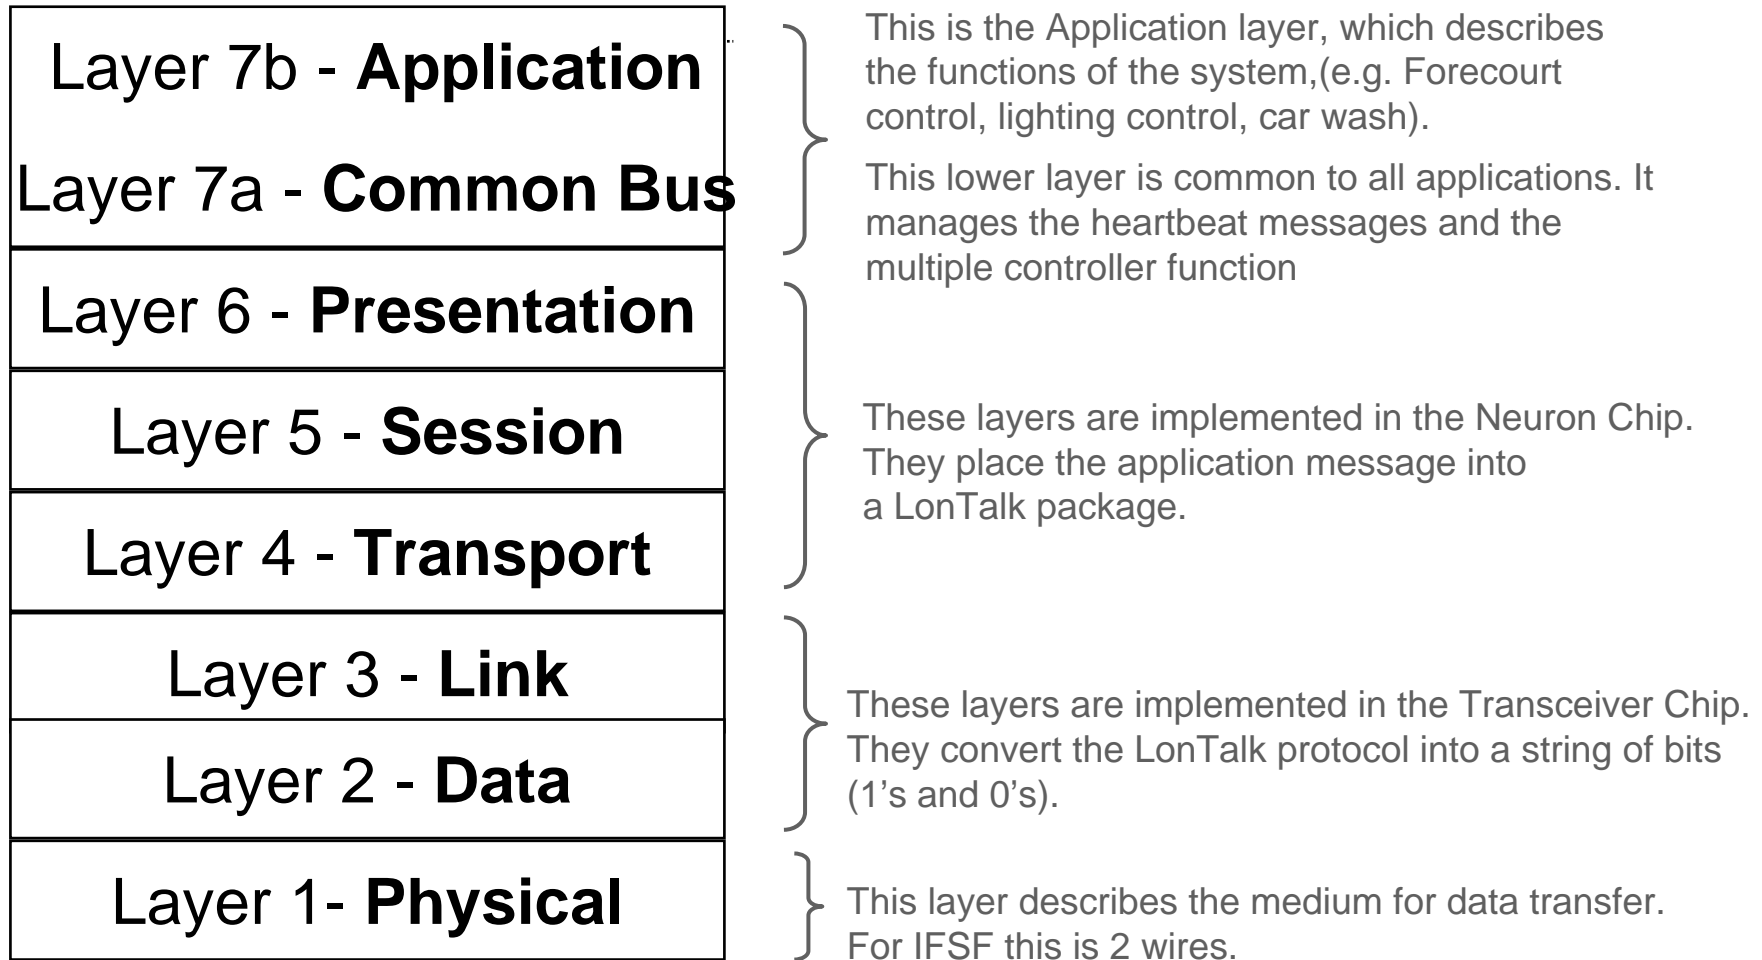 Layer 7b - Application
This is the Application layer, which describes
the functions of the system,(e.g. Forecourt
control, lighting control, car wash).
Layer 7a - Common Bus
This lower layer is common to all applications. It
manages the heartbeat messages and the
multiple controller function
Layer 6 - Presentation
Layer 5 - Session
Layer 4 - Transport
These layers are implemented in the Neuron Chip.
They place the application message into
a LonTalk package.
Layer 3 - Link
Layer 2 - Data
These layers are implemented in the Transceiver Chip.
They convert the LonTalk protocol into a string of bits
(1’s and 0’s).
Layer 1- Physical
This layer describes the medium for data transfer.
For IFSF this is 2 wires.